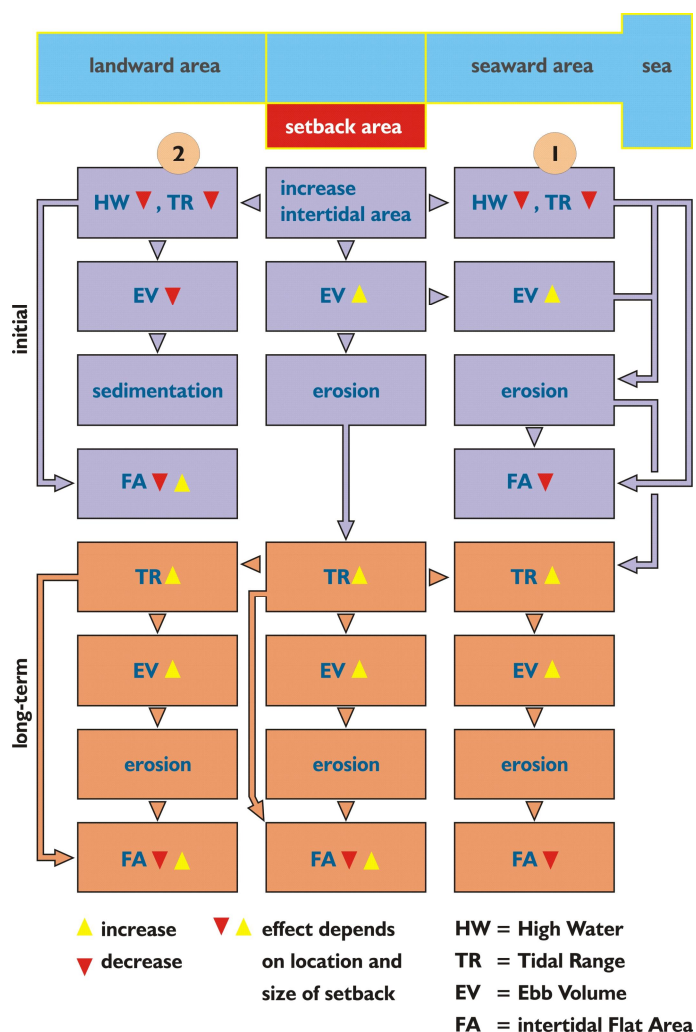 landward area
seaward area
sea
setback area
2
1
HW ▼, TR ▼
increase
intertidal area
HW ▼, TR ▼
initial
EV ▼
EV ▲
EV ▲
sedimentation
erosion
erosion
FA ▼ ▲
FA ▼
long-term
TR ▲
TR ▲
TR ▲
EV ▲
EV ▲
EV ▲
erosion
erosion
erosion
FA ▼ ▲
FA ▼ ▲
FA ▼
▲ increase
▼ decrease
▼ ▲ effect depends
on location and
size of setback
HW = High Water
TR = Tidal Range
EV = Ebb Volume
FA = intertidal Flat Area